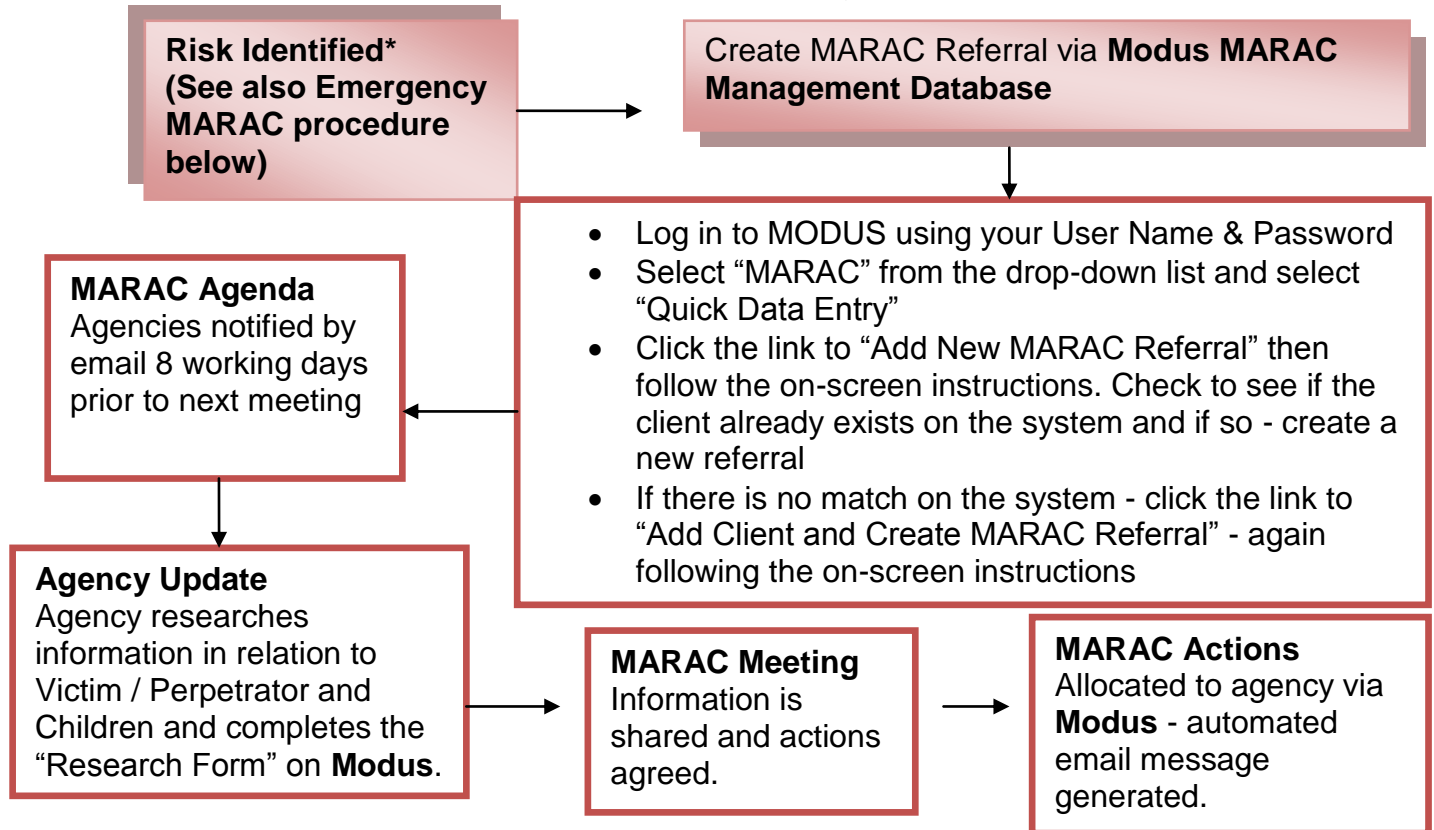 Risk Identified*
(See also Emergency
MARAC procedure
below)
Create MARAC Referral via Modus MARAC
Management Database
• Log in to MODUS using your User Name & Password
• Select “MARAC” from the drop-down list and select
“Quick Data Entry”
• Click the link to “Add New MARAC Referral” then
follow the on-screen instructions. Check to see if the
client already exists on the system and if so - create a
new referral
• If there is no match on the system - click the link to
“Add Client and Create MARAC Referral” - again
following the on-screen instructions
MARAC Agenda
Agencies notified by
email 8 working days
prior to next meeting
Agency Update
Agency researches
information in relation to
Victim / Perpetrator and
Children and completes the
“Research Form” on Modus.
MARAC Meeting
Information is
shared and actions
agreed.
MARAC Actions
Allocated to agency via
Modus - automated
email message
generated.